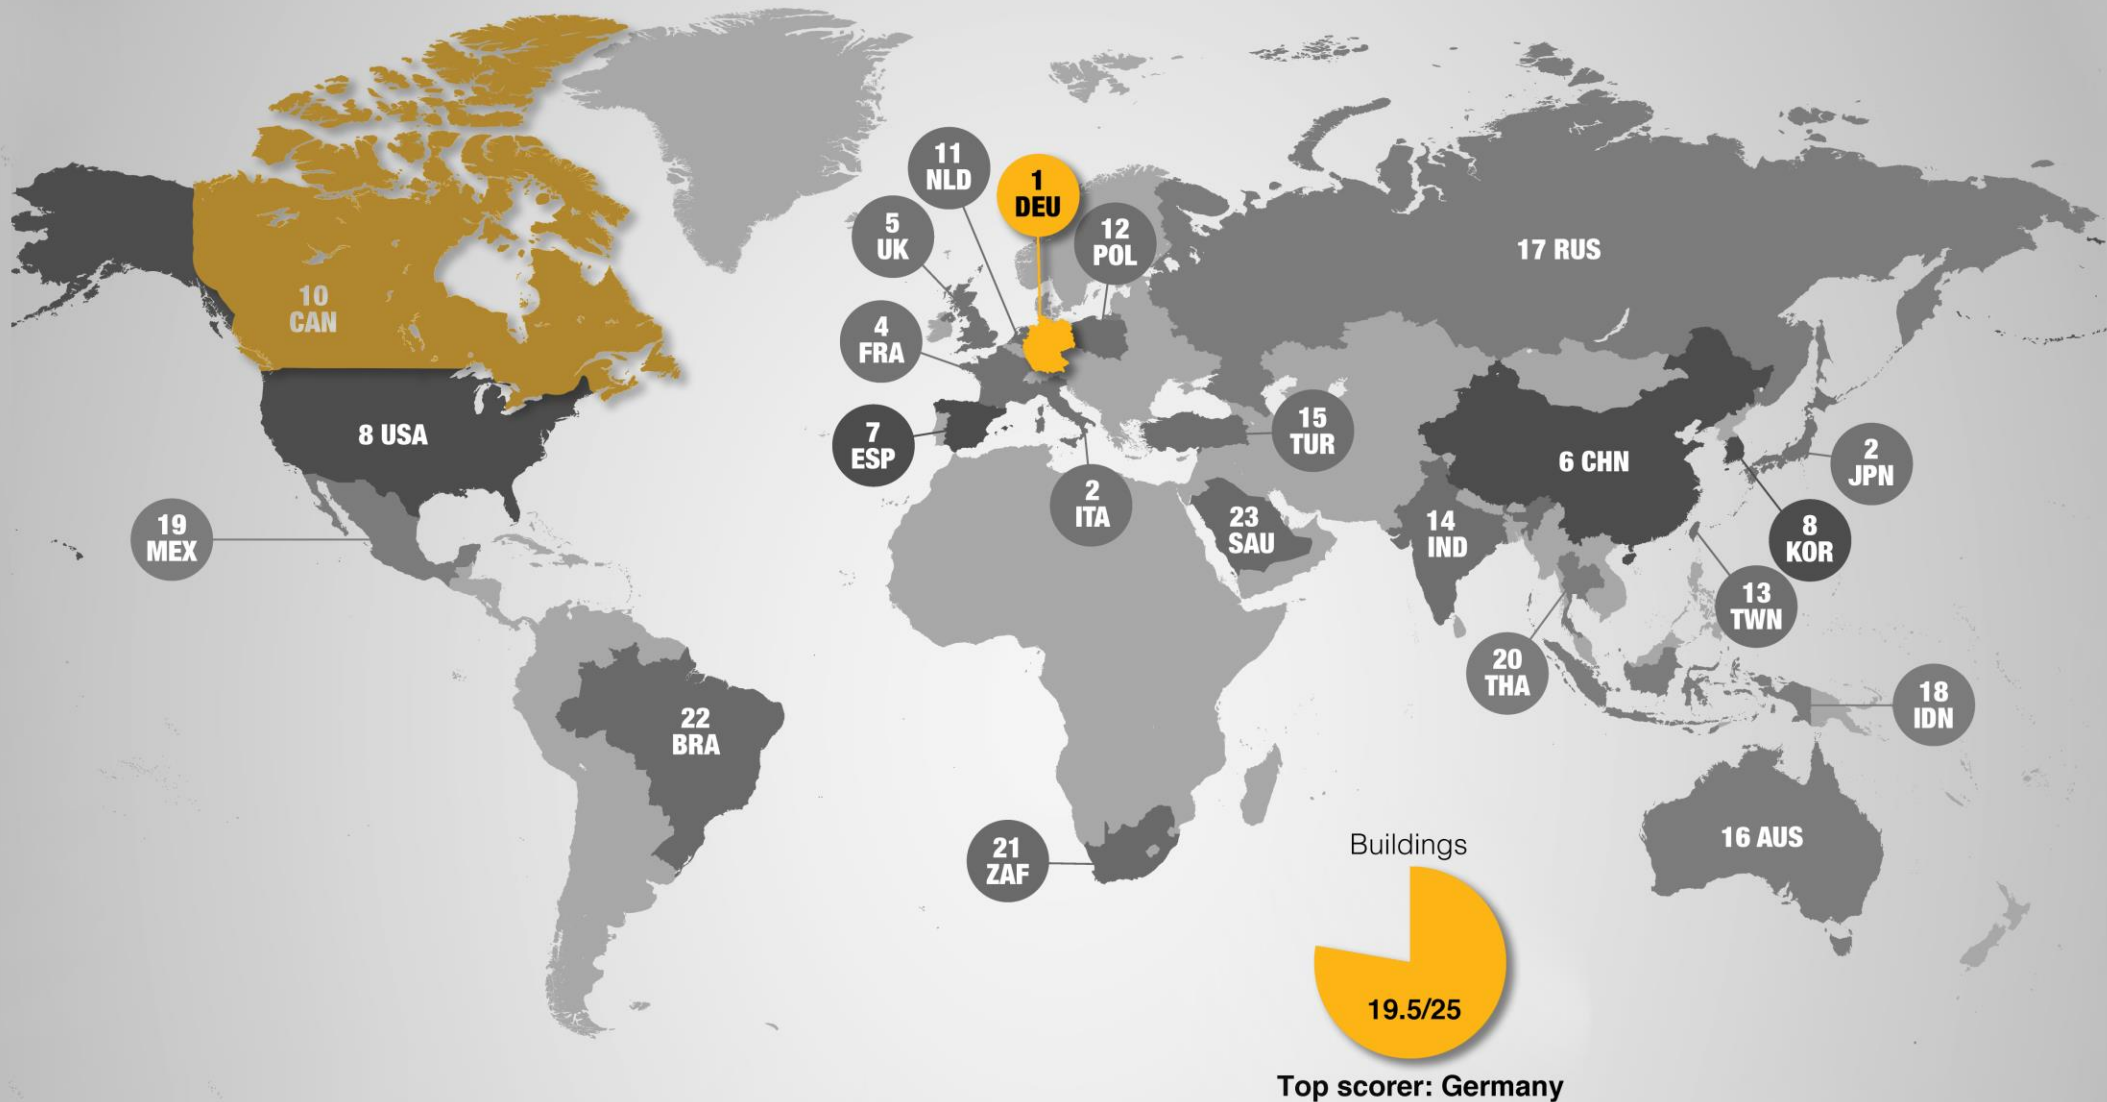 11
NLD
1
DEU
5
UK
12
POL
17 RUS
10
CAN
4
FRA
8 USA
7
ESP
15
TUR
6 CHN
2
JPN
2
ITA
23
SAU
14
IND
8
KOR
19
MEX
13
TWN
20
THA
18
IDN
22
BRA
16 AUS
21
ZAF
Buildings
19.5/25
Top scorer: Germany